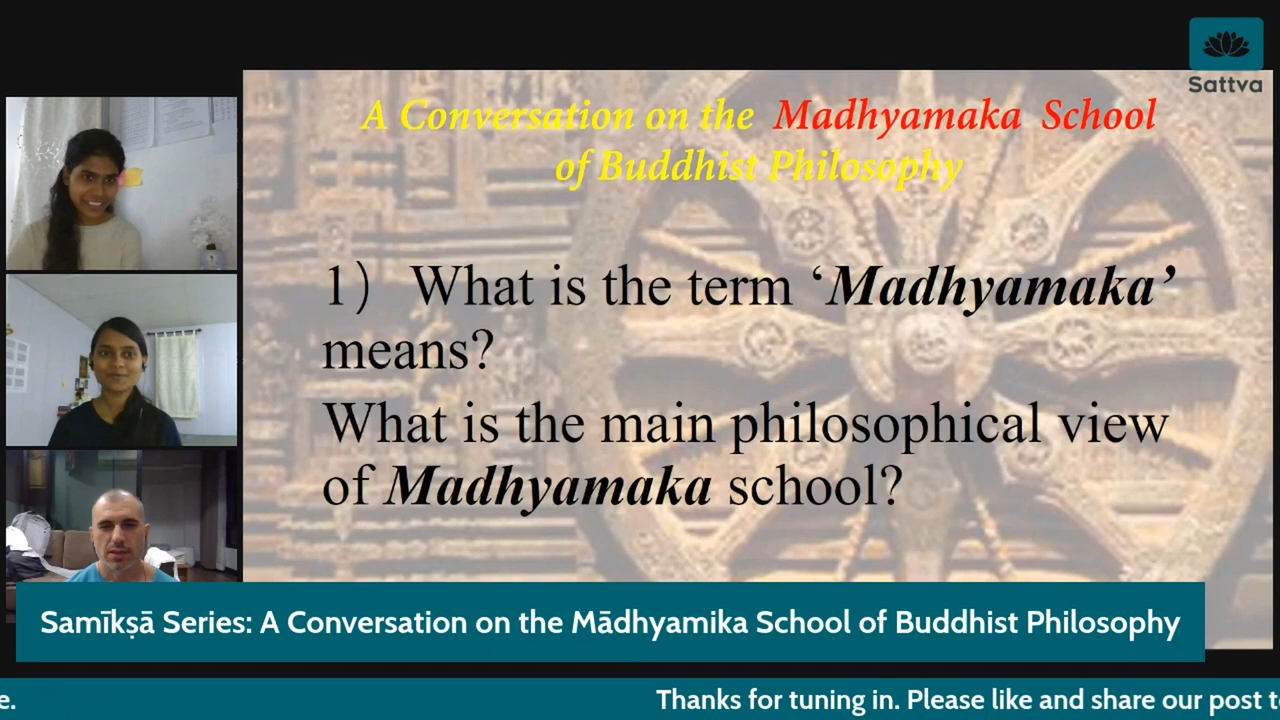 Sattva
A Conversation on the Madhyamaka School
of Buddhist Philosophy
1) What is the term ‘Madhyamaka’
means?
What is the main philosophical view
of Madhyamaka school?
Samīkṣā Series: A Conversation on the Mādhyamika School of Buddhist Philosophy
e.
Thanks for tuning in. Please like and share our post t